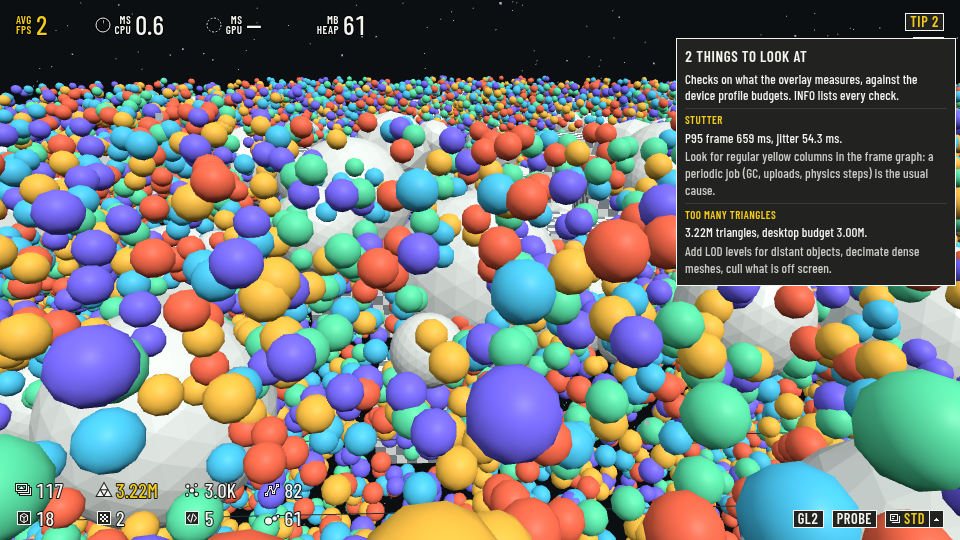 AVG FPS 2 MS CPU 0.6 MS GPU — MB HEAP 61
TIP 2
2 THINGS TO LOOK AT
Checks on what the overlay measures, against the
device profile budgets. INFO lists every check.
STUTTER
P95 frame 659 ms, jitter 54.3 ms.
Look for regular yellow columns in the frame graph: a
periodic job (GC, uploads, physics steps) is the usual
cause.
TOO MANY TRIANGLES
3.22M triangles, desktop budget 3.00M.
Add LOD levels for distant objects, decimate dense
meshes, cull what is off screen.
117 3.22M 3.0K 82
18 2 5 61
GL2 PROBE STD